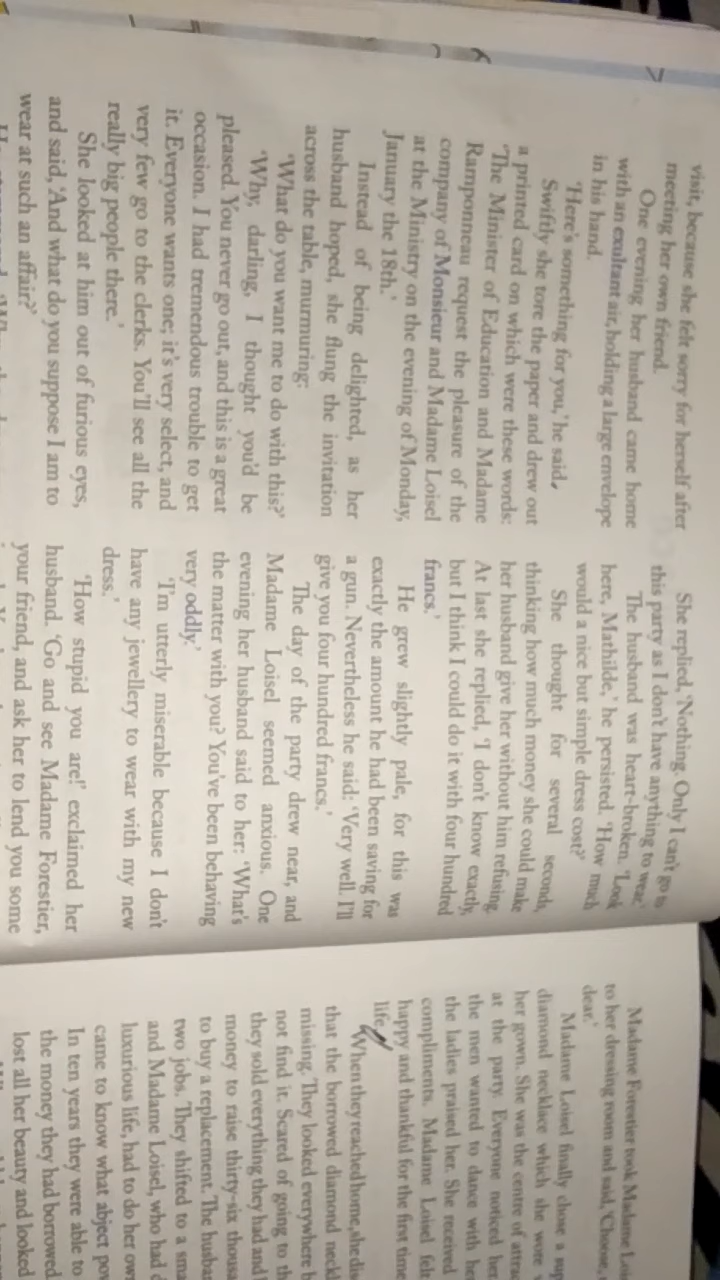 visit, because she felt sorry for herself after
meeting her own friend.
One evening her husband came home
with an exultant air, holding a large envelope
in his hand.
'Here's something for you,' he said.
Swiftly she tore the paper and drew out
a printed card on which were these words:
'The Minister of Education and Madame
Ramponneau request the pleasure of the
company of Monsieur and Madame Loisel
at the Ministry on the evening of Monday,
January the 18th.'
Instead of being delighted, as her
husband hoped, she flung the invitation
across the table, murmuring:
'What do you want me to do with this?'
'Why, darling, I thought you'd be
pleased. You never go out, and this is a great
occasion. I had tremendous trouble to get
it. Everyone wants one; it's very select, and
very few go to the clerks. You'll see all the
really big people there.'
She looked at him out of furious eyes,
and said, 'And what do you suppose I am to
wear at such an affair?'
She replied, 'Nothing. Only I can't go to
this party as I don't have anything to wear.'
The husband was heart-broken. 'Look
here, Mathilde,' he persisted. 'How much
would a nice but simple dress cost?'
She thought for several seconds,
thinking how much money she could make
her husband give her without him refusing.
At last she replied, 'I don't know exactly,
but I think I could do it with four hundred
francs.'
He grew slightly pale, for this was
exactly the amount he had been saving for
a gun. Nevertheless he said: 'Very well. I'll
give you four hundred francs.'
The day of the party drew near, and
Madame Loisel seemed anxious. One
evening her husband said to her: 'What's
the matter with you? You've been behaving
very oddly.'
'I'm utterly miserable because I don't
have any jewellery to wear with my new
dress.'
'How stupid you are!' exclaimed her
husband. 'Go and see Madame Forestier,
your friend, and ask her to lend you some
Madame Forestier took Madame
to her dressing room and said, 'Choose,
dear.'
Madame Loisel finally chose a
diamond necklace which she wore
her gown. She was the centre of
at the party. Everyone noticed her
the men wanted to dance with
the ladies praised her. She received
compliments. Madame Loisel felt
happy and thankful for the first time
life.
When they reached home, she
that the borrowed diamond
missing. They looked everywhere
not find it. Scared of going to
they sold everything they had and
money to raise thirty-six
to buy a replacement. The
two jobs. They shifted to a
and Madame Loisel, who had
luxurious life, had to do her own
came to know what abject
In ten years they were able to
the money they had borrowed.
lost all her beauty and looked